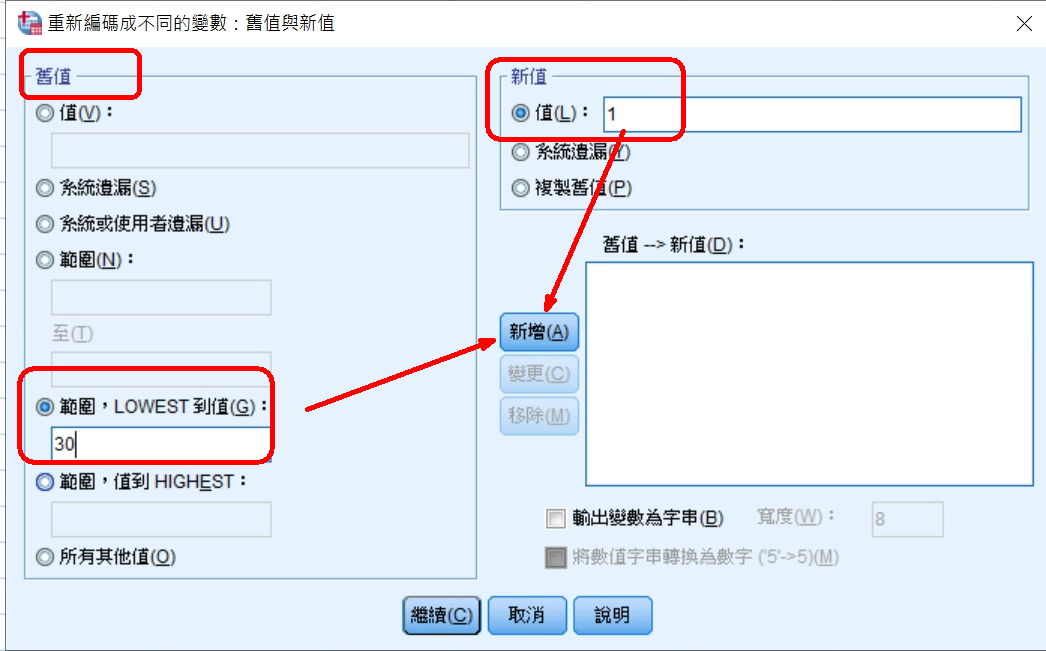 重新編碼成不同的變數：舊值與新值
舊值
值(V)：
系統遺漏(S)
系統或使用者遺漏(U)
範圍(N)：
至(T)
範圍，LOWEST 到值(G)：
30
範圍，值到 HIGHEST：
所有其他值(O)
新值
值(L)： 1
系統遺漏(Y)
複製舊值(P)
舊值 --> 新值(D)：
新增(A)
變更(C)
移除(M)
輸出變數為字串(B) 寬度(W)： 8
將數值字串轉換為數字 ('5'->5)(M)
繼續(C) 取消 說明